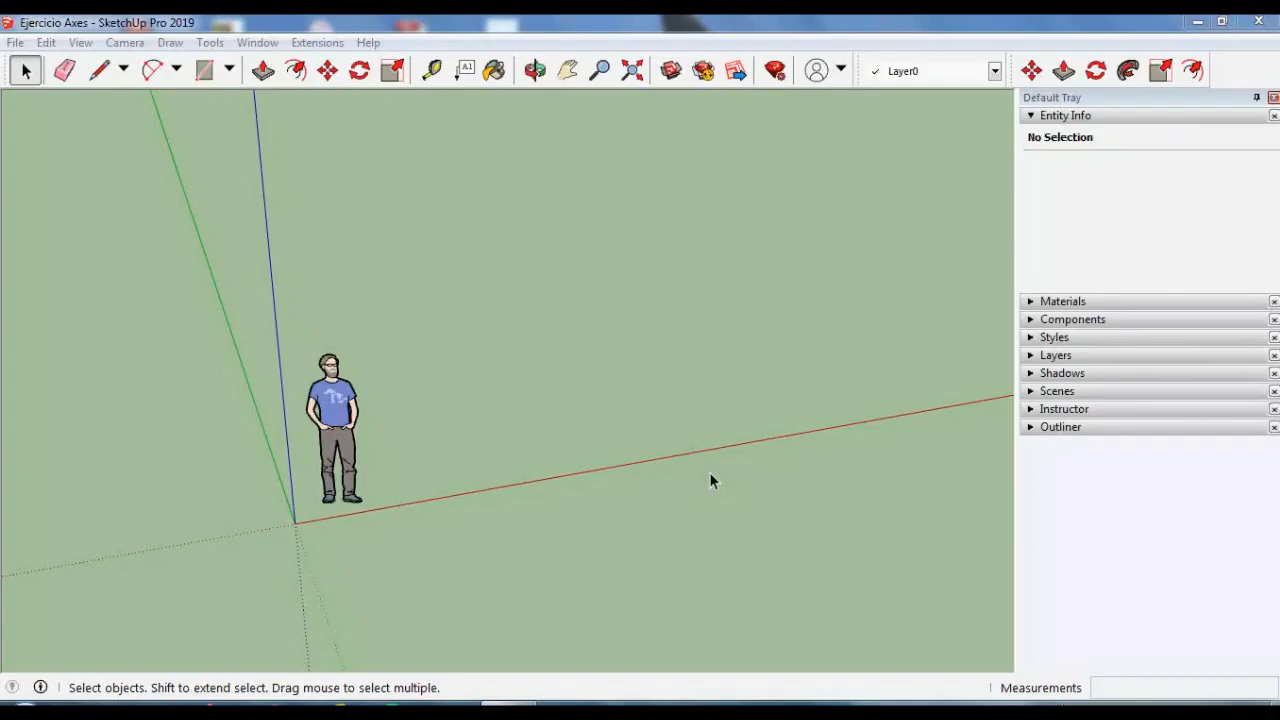 Ejercicio Axes - SketchUp Pro 2019
File Edit View Camera Draw Tools Window Extensions Help
A1
Layer0
Default Tray
Entity Info
No Selection
Materials
Components
Styles
Layers
Shadows
Scenes
Instructor
Outliner
Select objects. Shift to extend select. Drag mouse to select multiple.
Measurements